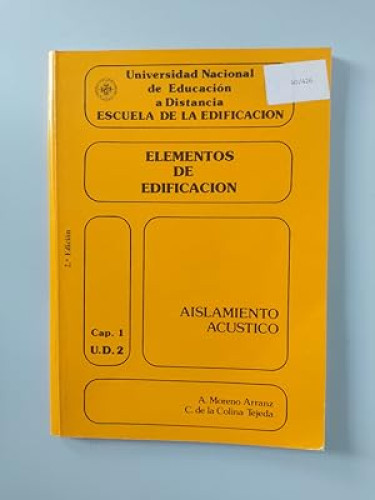 Universidad Nacional
de Educación
a Distancia
ESCUELA DE LA EDIFICACION
ELEMENTOS
DE
EDIFICACION
2.ª Edición
Cap. 1
U.D.2
AISLAMIENTO
ACUSTICO
A. Moreno Arranz
C. de la Colina Tejeda